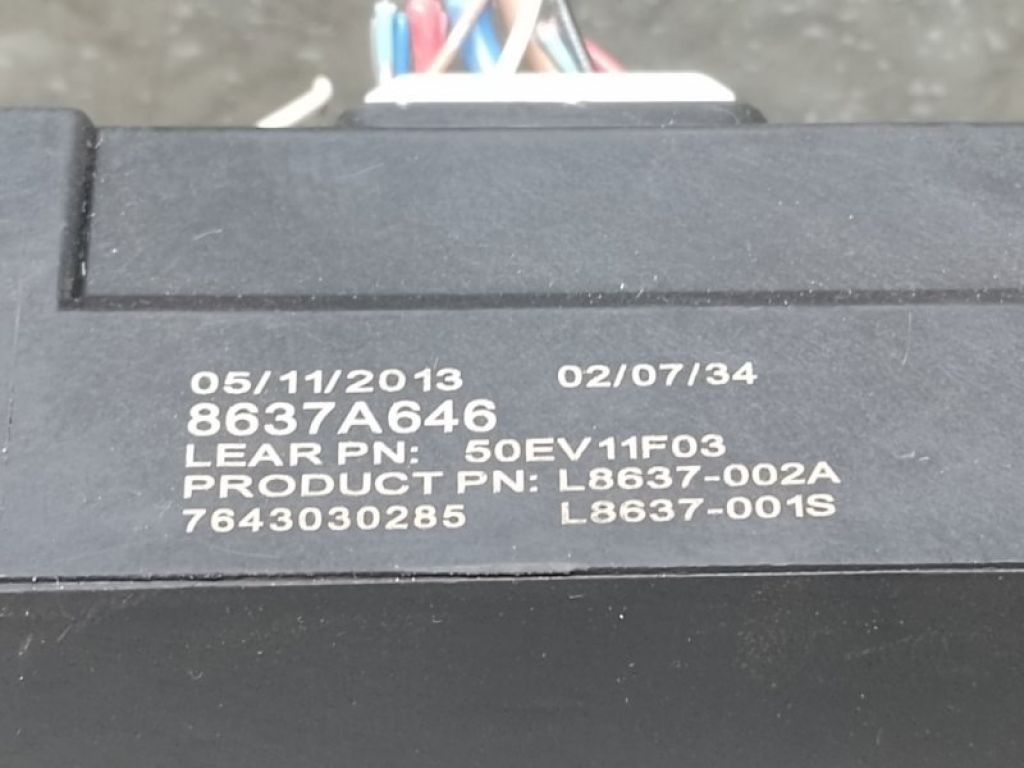 05/11/2013 02/07/34
8637A646
LEAR PN: 50EV11F03
PRODUCT PN: L8637-002A
7643030285 L8637-001S